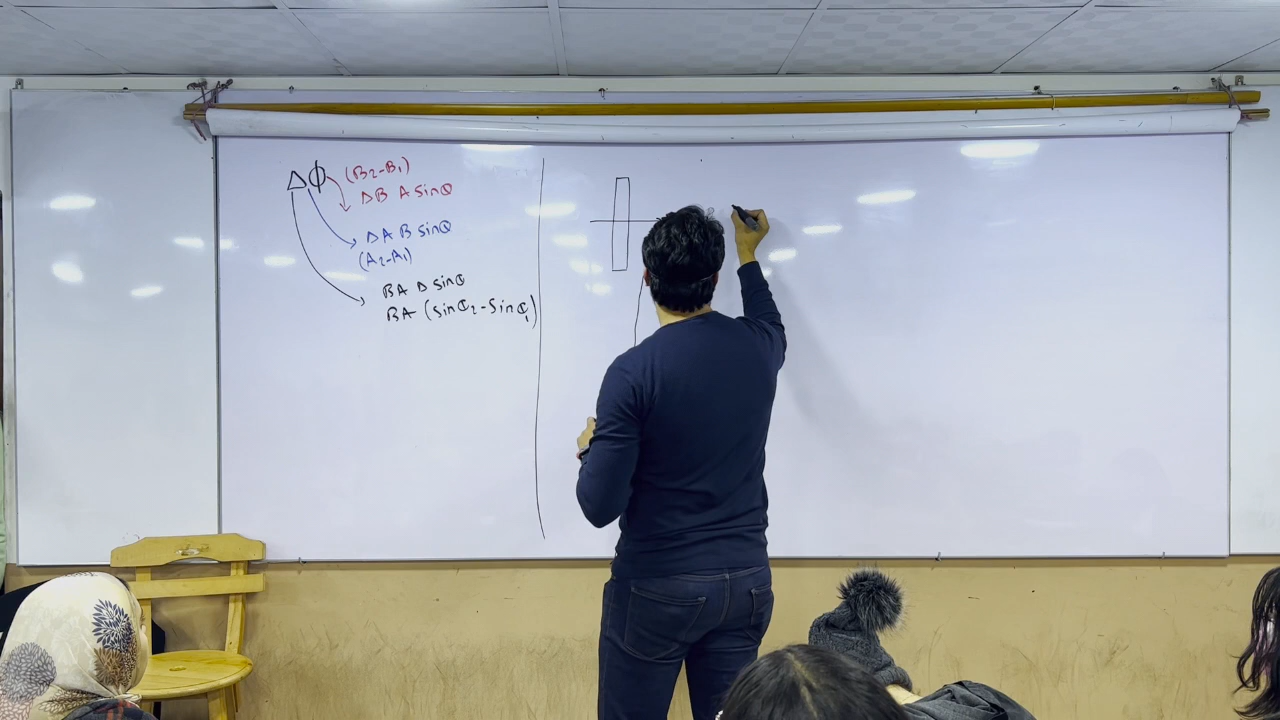 ΔΦ (B₂-B₁)
ΔB A sinθ
ΔA B sinθ
(A₂-A₁)
BA Δ sinθ
BA (sinθ₂-sinθ₁)